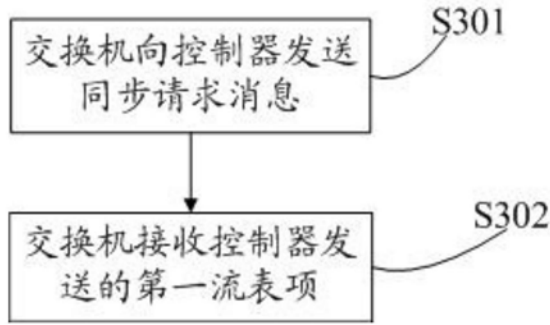 S301
交换机向控制器发送
同步请求消息
S302
交换机接收控制器发
送的第一流表项